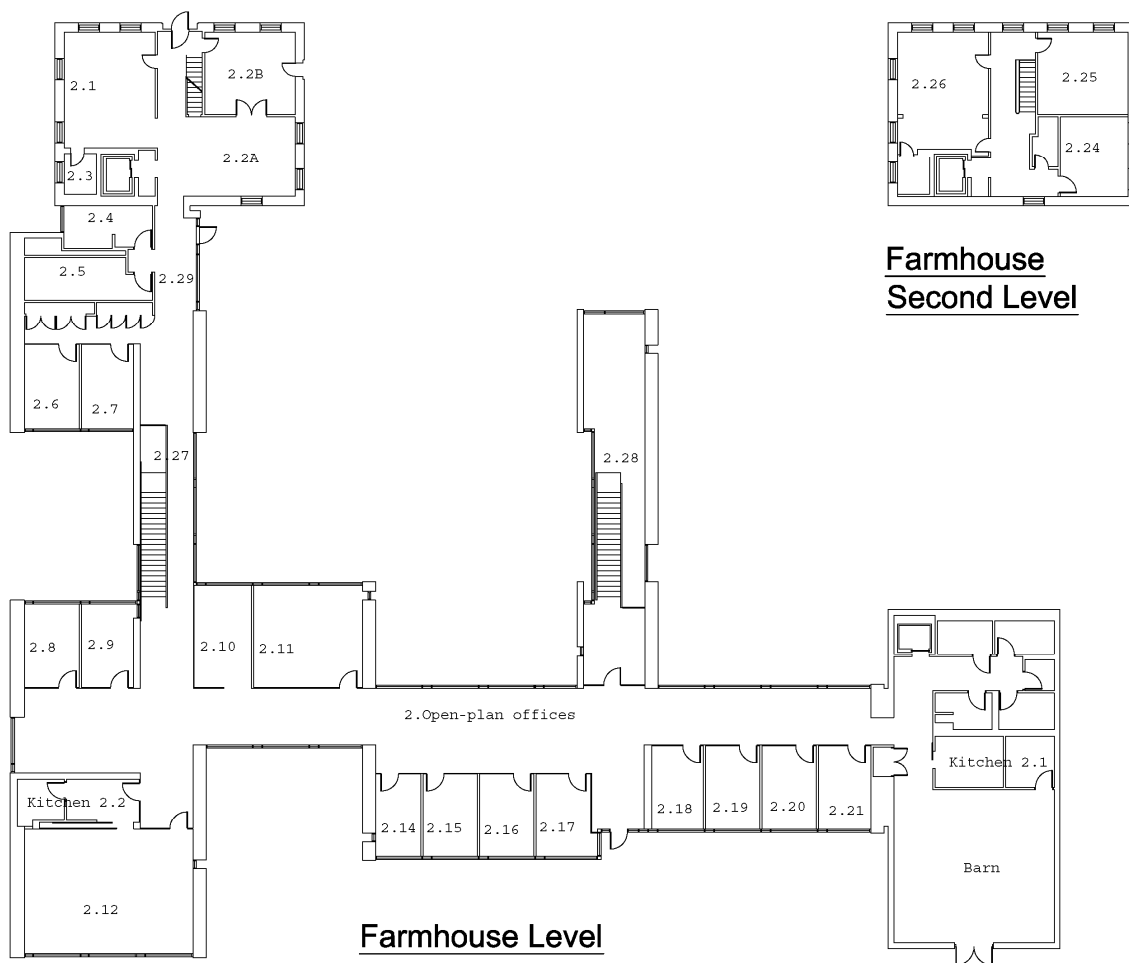 2.1
2.2B
2.2A
2.3
2.4
2.5
2.29
2.6
2.7
2.27
2.28
2.8
2.9
2.10
2.11
2.Open-plan offices
Kitchen 2.2
2.12
2.14
2.15
2.16
2.17
2.18
2.19
2.20
2.21
Kitchen 2.1
Barn
Farmhouse Level
2.26
2.25
2.24
Farmhouse
Second Level